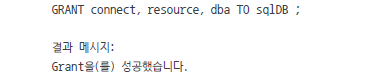 GRANT connect, resource, dba TO sqlDB ;
결과 메시지:
Grant을(를) 성공했습니다.